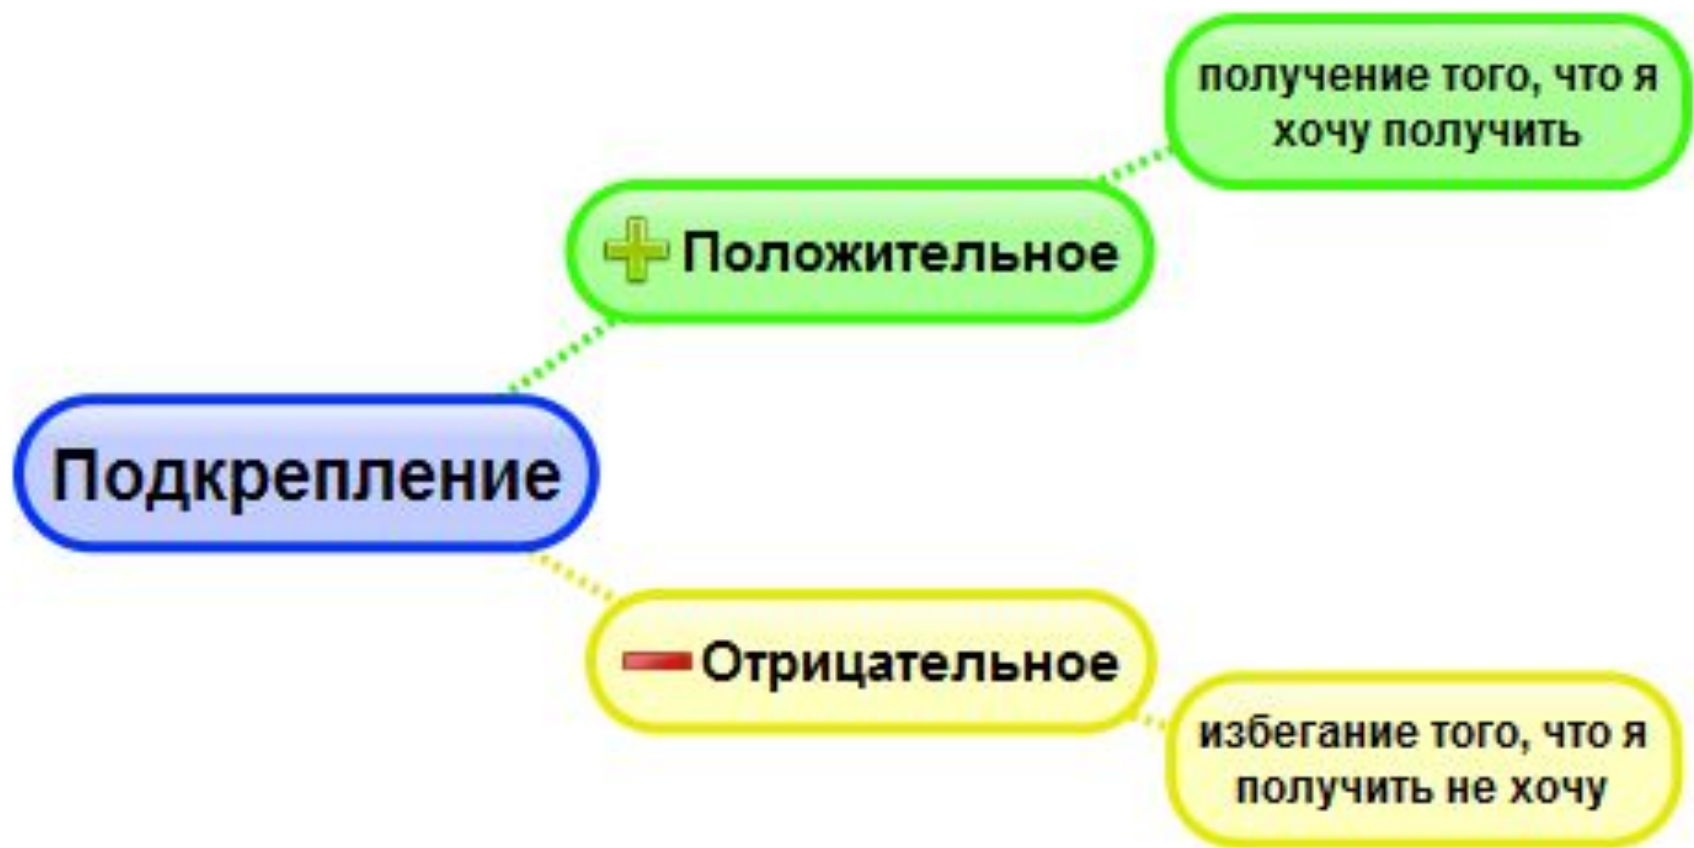 получение того, что я
хочу получить
Положительное
Подкрепление
Отрицательное
избегание того, что я
получить не хочу